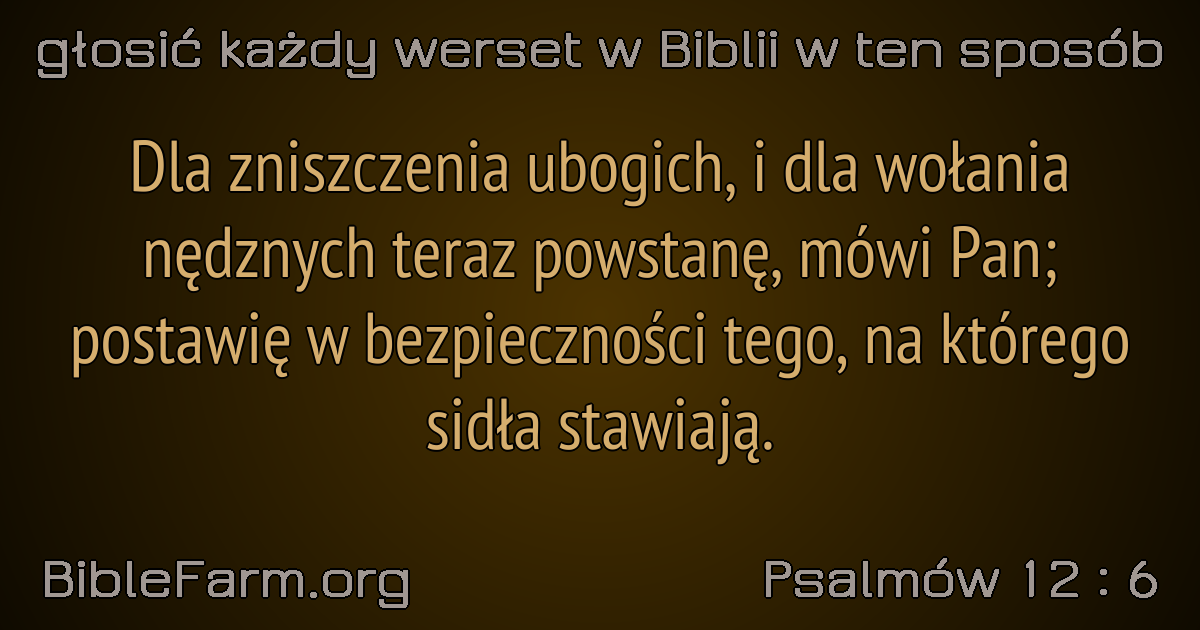 głosić każdy werset w Biblii w ten sposób
Dla zniszczenia ubogich, i dla wołania
nędznych teraz powstanę, mówi Pan;
postawię w bezpieczności tego, na którego
sidła stawiają.
BibleFarm.org
Psalmów 12 : 6